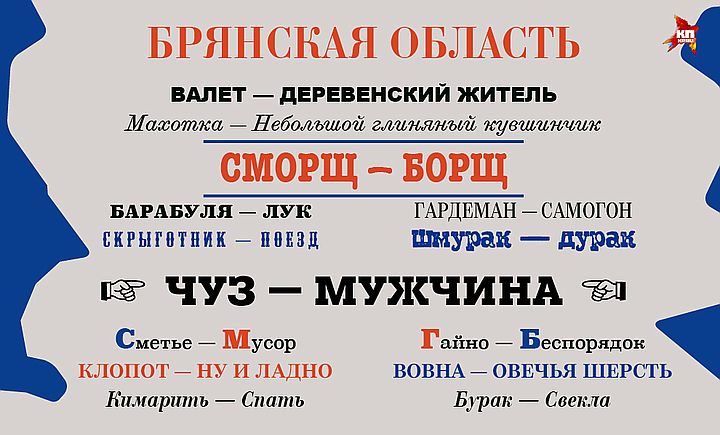 БРЯНСКАЯ ОБЛАСТЬ
КП
ВАЛЕТ — ДЕРЕВЕНСКИЙ ЖИТЕЛЬ
Махотка — Небольшой глиняный кувшинчик
СМОРЩ — БОРЩ
БАРАБУЛЯ — ЛУК
ГАРДЕМАН — САМОГОН
СКРЫГОТНИК — ПОЕЗД
Шмурак — дурак
ЧУЗ — МУЖЧИНА
Сметье — Мусор
Гайно — Беспорядок
КЛОПОТ — НУ И ЛАДНО
ВОВНА — ОВЕЧЬЯ ШЕРСТЬ
Кимарить — Спать
Бурак — Свекла